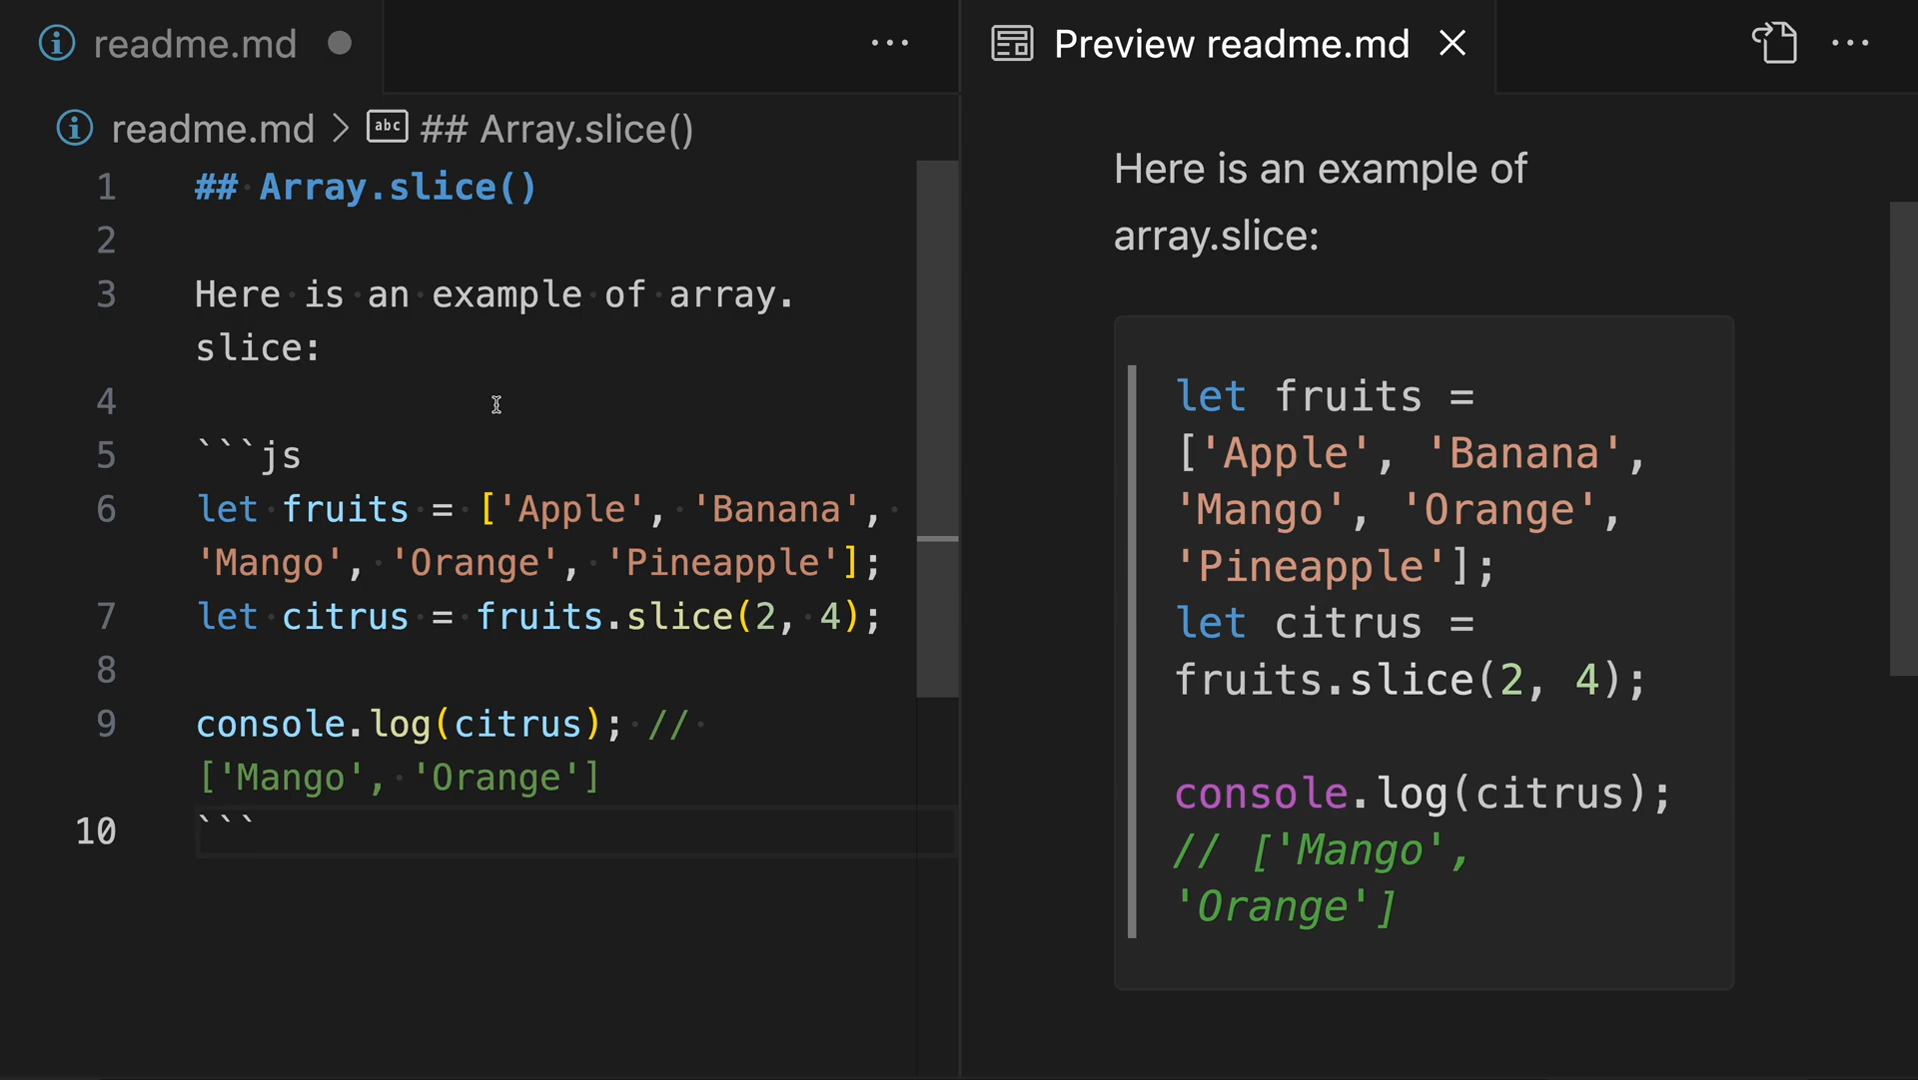 readme.md
readme.md > abc ## Array.slice()
1 ## Array.slice()
2
3 Here is an example of array.
slice:
4
5 ```js
6 let fruits = ['Apple', 'Banana',
'Mango', 'Orange', 'Pineapple'];
7 let citrus = fruits.slice(2, 4);
8
9 console.log(citrus); //
['Mango', 'Orange']
10 ```
Preview readme.md
Here is an example of
array.slice:
let fruits =
['Apple', 'Banana',
'Mango', 'Orange',
'Pineapple'];
let citrus =
fruits.slice(2, 4);
console.log(citrus);
// ['Mango',
'Orange']